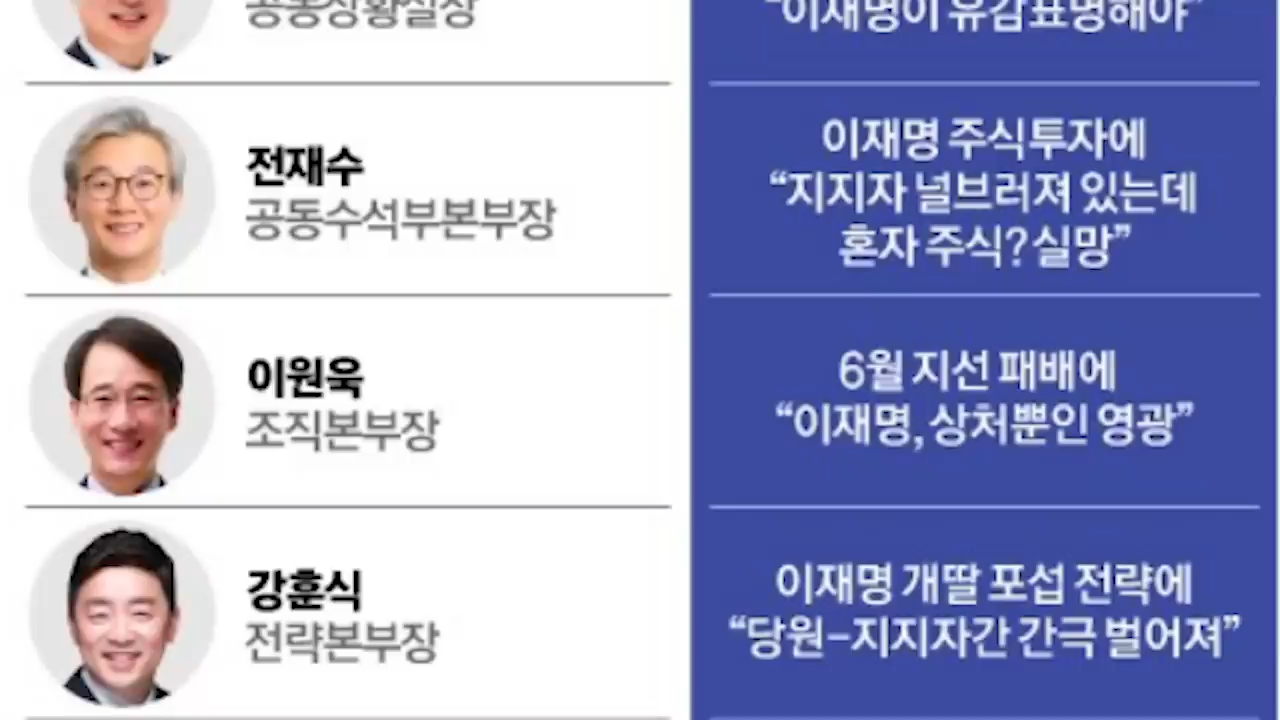 공동상황실장
“이재명이 유감표명해야”
전재수
공동수석부본부장
이재명 주식투자에
“지지자 널브러져 있는데
혼자 주식? 실망”
이원욱
조직본부장
6월 지선 패배에
“이재명, 상처뿐인 영광”
강훈식
전략본부장
이재명 개딸 포섭 전략에
“당원-지지자간 간극 벌어져”